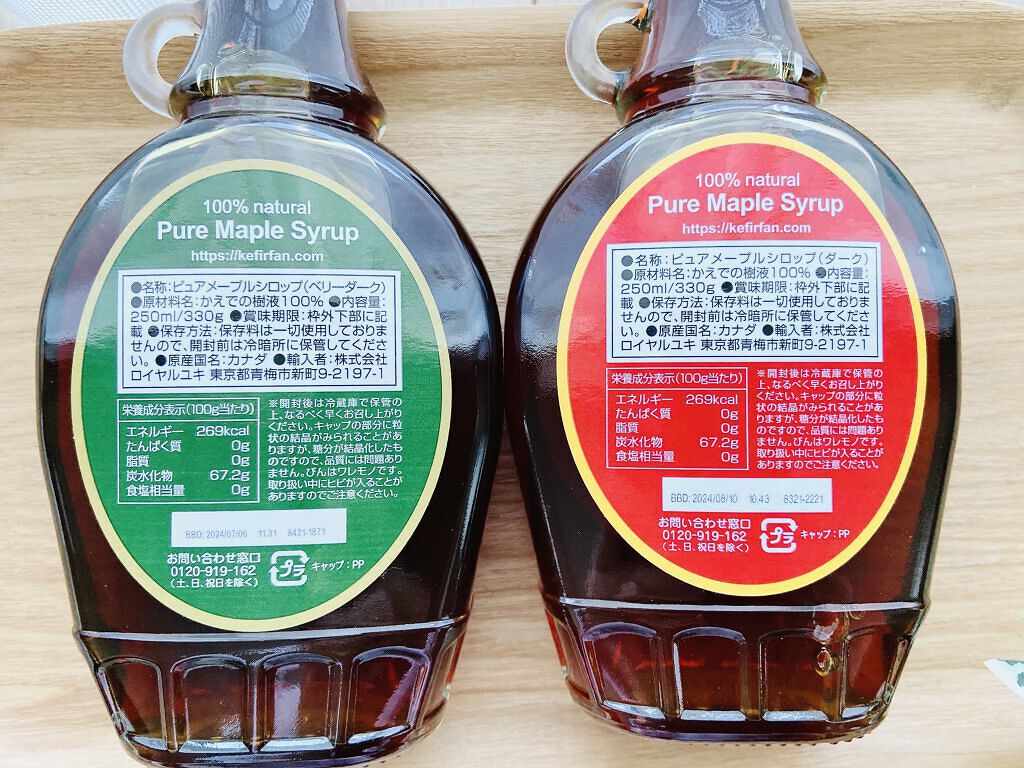 100% natural
Pure Maple Syrup
https://kefirfan.com
●名称:ピュアメープルシロップ(ベリーダーク)
●原材料名:かえでの樹液100% ●内容量:
250ml/330g ●賞味期限:枠外下部に記
載 ●保存方法:保存料は一切使用しておりま
せんので、開封前は冷暗所に保管してくださ
い。●原産国名:カナダ ●輸入者:株式会社
ロイヤルユキ 東京都青梅市新町9-2197-1
栄養成分表示(100g当たり)
エネルギー 269kcal
たんぱく質 0g
脂質 0g
炭水化物 67.2g
食塩相当量 0g
※開封後は冷蔵庫で保管の
上、なるべく早くお召し上がり
ください。キャップの部分に粒
状の結晶がみられることがあ
りますが、糖分が結晶化したも
のですので、品質には問題あり
ません。びんはワレモノです。
取り扱い中にヒビが入ることが
ありますのでご注意ください。
BBD: 2024/07/06 11:31 8421-1871
お問い合わせ窓口
0120-919-162
(土、日、祝日を除く)
プラ
キャップ:PP
100% natural
Pure Maple Syrup
https://kefirfan.com
●名称:ピュアメープルシロップ(ダーク)
●原材料名:かえでの樹液100% ●内容量:
250ml/330g ●賞味期限:枠外下部に記
載 ●保存方法:保存料は一切使用しておりま
せんので、開封前は冷暗所に保管してくださ
い。●原産国名:カナダ ●輸入者:株式会社
ロイヤルユキ 東京都青梅市新町9-2197-1
栄養成分表示(100g当たり)
エネルギー 269kcal
たんぱく質 0g
脂質 0g
炭水化物 67.2g
食塩相当量 0g
※開封後は冷蔵庫で保管の
上、なるべく早くお召し上がり
ください。キャップの部分に粒
状の結晶がみられることがあ
りますが、糖分が結晶化したも
のですので、品質には問題あり
ません。びんはワレモノです。
取り扱い中にヒビが入ることが
ありますのでご注意ください。
BBD: 2024/08/10 10:43 8321-2221
お問い合わせ窓口
0120-919-162
(土、日、祝日を除く)
プラ
キャップ:PP